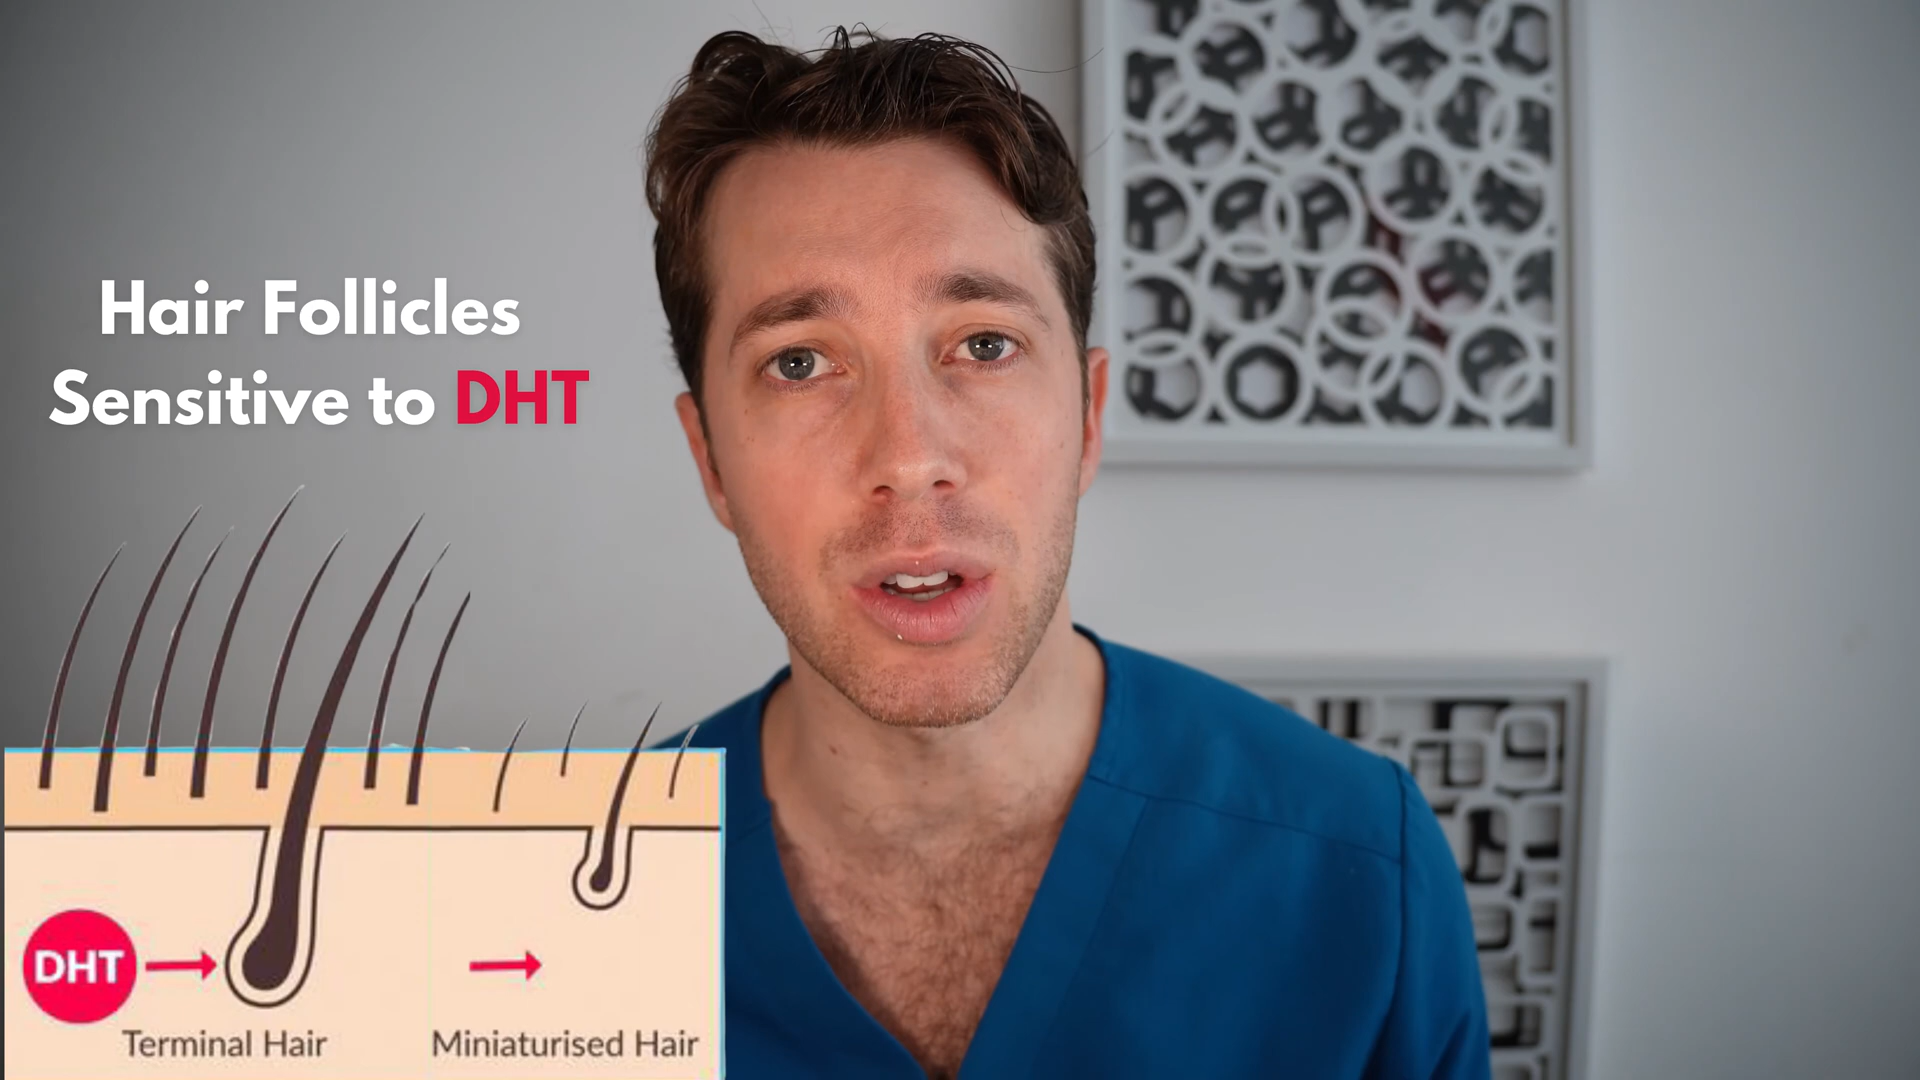 Hair Follicles
Sensitive to DHT
DHT
Terminal Hair
Miniaturised Hair